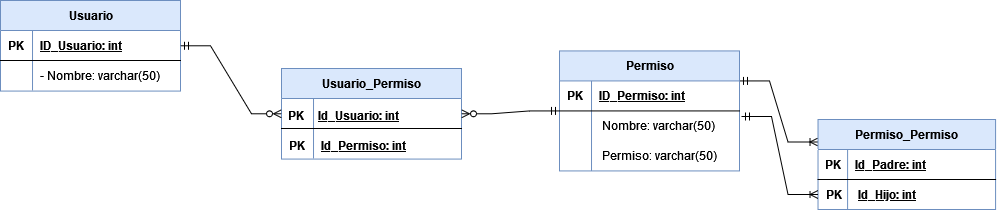 Usuario
PK ID_Usuario: int
- Nombre: varchar(50)
Usuario_Permiso
PK Id_Usuario: int
PK Id_Permiso: int
Permiso
PK ID_Permiso: int
Nombre: varchar(50)
Permiso: varchar(50)
Permiso_Permiso
PK Id_Padre: int
PK Id_Hijo: int